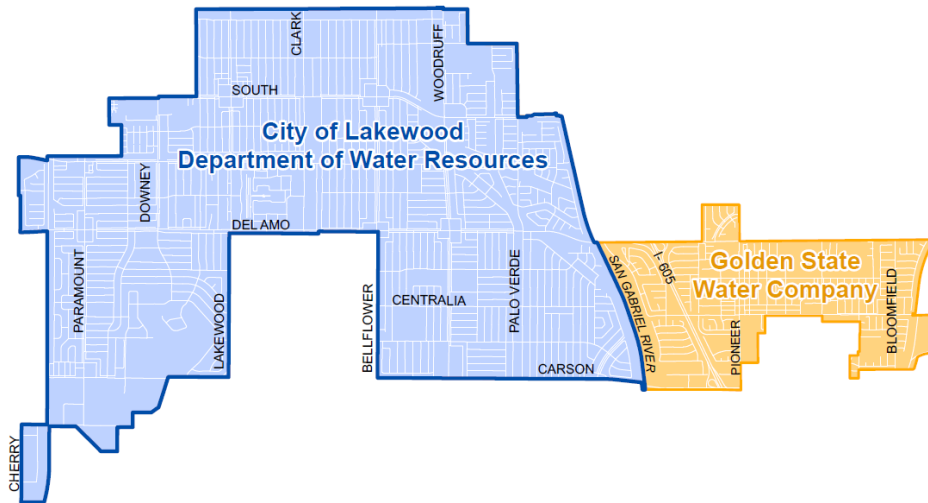 CLARK
WOODRUFF
SOUTH
City of Lakewood
Department of Water Resources
DOWNEY
DEL AMO
PARAMOUNT
LAKEWOOD
BELLFLOWER
CENTRALIA
PALO VERDE
CARSON
SAN GABRIEL RIVER
I- 605
Golden State
Water Company
PIONEER
BLOOMFIELD
CHERRY